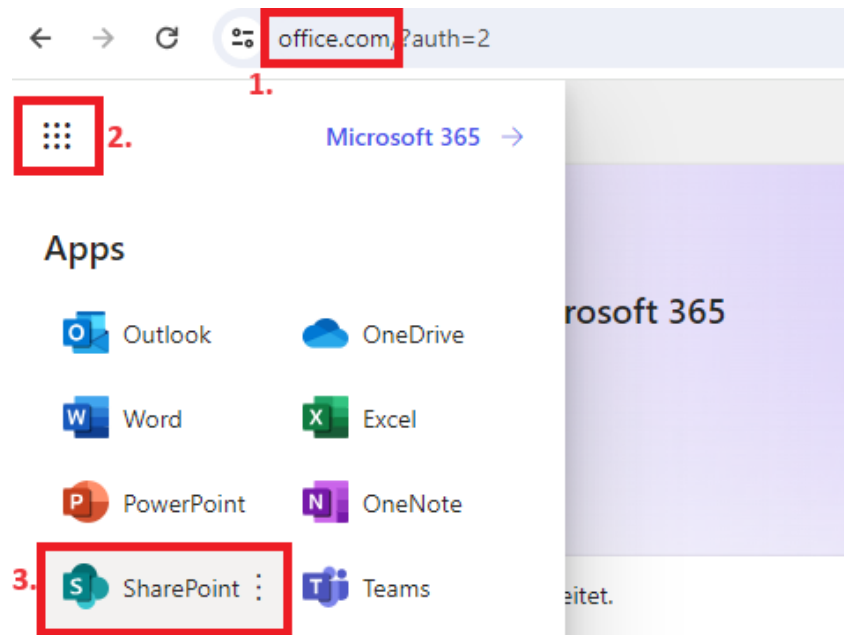 office.com/?auth=2
1.
2.
Microsoft 365 →
Apps
Outlook
OneDrive
rosoft 365
Word
Excel
PowerPoint
OneNote
3.
SharePoint
Teams
eitet.